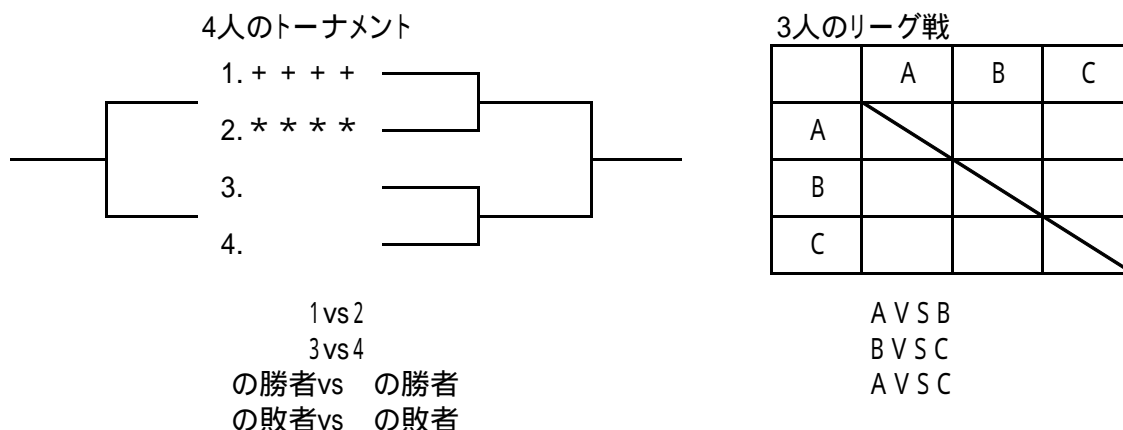 4人のトーナメント
1. + + + +
2. * * * *
3.
4.
1vs2
3vs4
の勝者vs の勝者
の敗者vs の敗者
3人のリーグ戦
A B C
A
B
C
A V S B
B V S C
A V S C